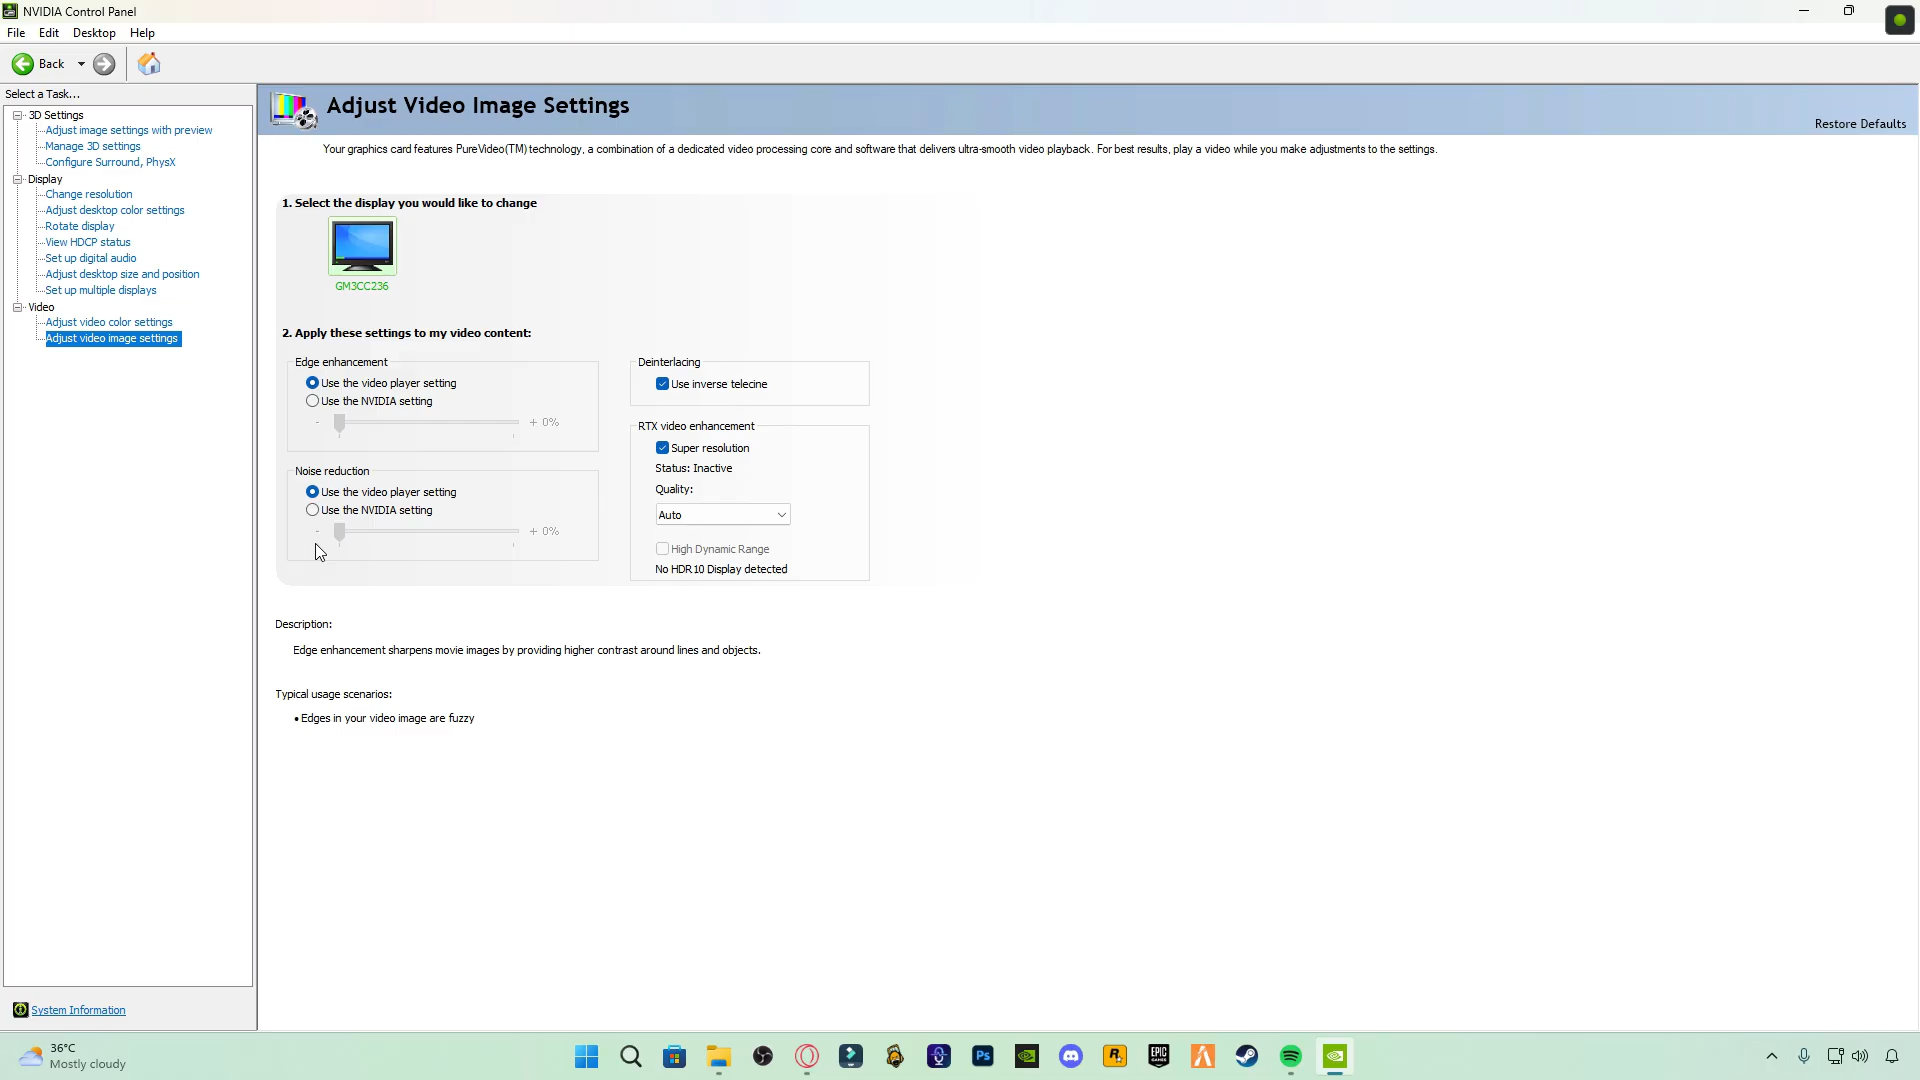 NVIDIA Control Panel
File Edit Desktop Help
Back
Select a Task...
3D Settings
Adjust image settings with preview
Manage 3D settings
Configure Surround, PhysX
Display
Change resolution
Adjust desktop color settings
Rotate display
View HDCP status
Set up digital audio
Adjust desktop size and position
Set up multiple displays
Video
Adjust video color settings
Adjust video image settings
System Information
Adjust Video Image Settings
Restore Defaults
Your graphics card features PureVideo(TM) technology, a combination of a dedicated video processing core and software that delivers ultra-smooth video playback. For best results, play a video while you make adjustments to the settings.
1. Select the display you would like to change
GM3CC236
2. Apply these settings to my video content:
Edge enhancement
Use the video player setting
Use the NVIDIA setting
- + 0%
Noise reduction
Use the video player setting
Use the NVIDIA setting
- + 0%
Deinterlacing
Use inverse telecine
RTX video enhancement
Super resolution
Status: Inactive
Quality:
Auto
High Dynamic Range
No HDR10 Display detected
Description:
Edge enhancement sharpens movie images by providing higher contrast around lines and objects.
Typical usage scenarios:
• Edges in your video image are fuzzy
36°C
Mostly cloudy
Ps
R
EPIC
GAMES